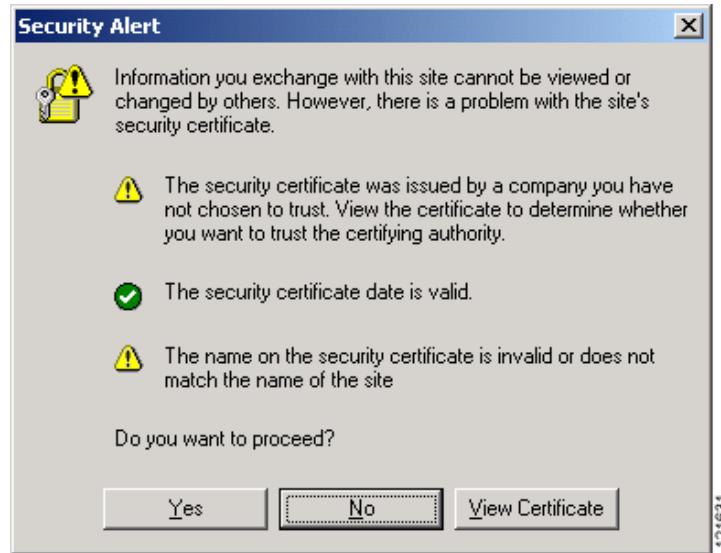 Security Alert
Information you exchange with this site cannot be viewed or
changed by others. However, there is a problem with the site's
security certificate.
The security certificate was issued by a company you have
not chosen to trust. View the certificate to determine whether
you want to trust the certifying authority.
The security certificate date is valid.
The name on the security certificate is invalid or does not
match the name of the site
Do you want to proceed?
Yes
No
View Certificate